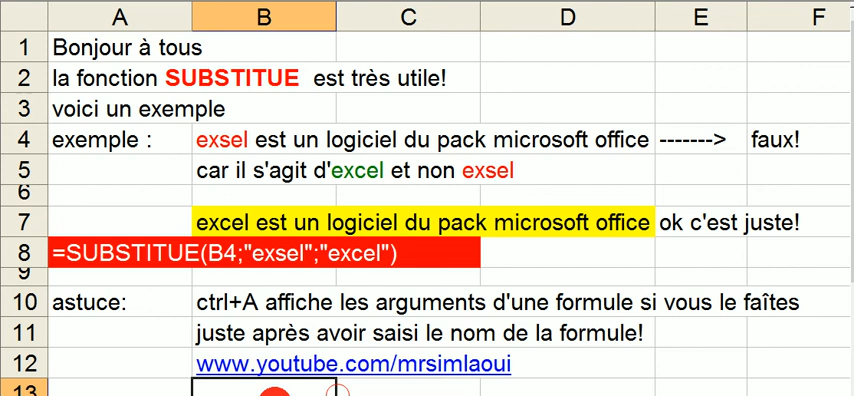 A B C D E F
1 Bonjour à tous
2 la fonction SUBSTITUE est très utile!
3 voici un exemple
4 exemple : exsel est un logiciel du pack microsoft office -------> faux!
5 car il s'agit d'excel et non exsel
6
7 excel est un logiciel du pack microsoft office ok c'est juste!
8 =SUBSTITUE(B4;"exsel";"excel")
9
10 astuce: ctrl+A affiche les arguments d'une formule si vous le faîtes
11 juste après avoir saisi le nom de la formule!
12 www.youtube.com/mrsimlaoui
13